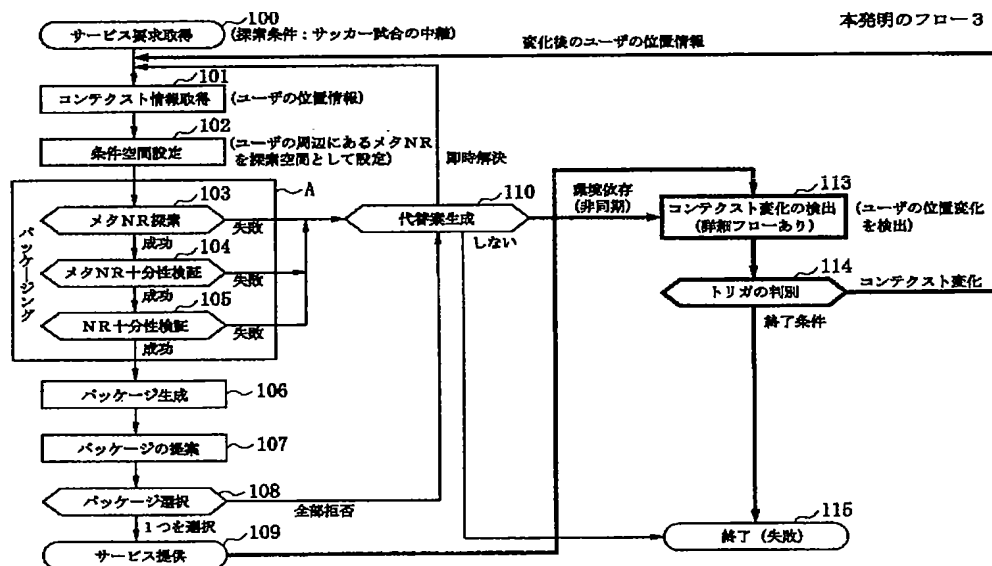 本発明のフロー3
100
サービス要求取得
(探索条件:サッカー試合の中継)
変化後のユーザの位置情報
101
コンテクスト情報取得
(ユーザの位置情報)
102
条件空間設定
(ユーザの周辺にあるメタNR
を探索空間として設定)
即時解決
A
パッケージング
103
メタNR探索
失敗
成功
104
メタNR十分性検証
失敗
成功
105
NR十分性検証
失敗
成功
110
代替案生成
しない
環境依存
(非同期)
113
コンテクスト変化の検出
(詳細フローあり)
(ユーザの位置変化
を検出)
114
トリガの判別
コンテクスト変化
終了条件
パッケージ生成
106
パッケージの提案
107
パッケージ選択
108
全部拒否
1つを選択
109
サービス提供
115
終了(失敗)